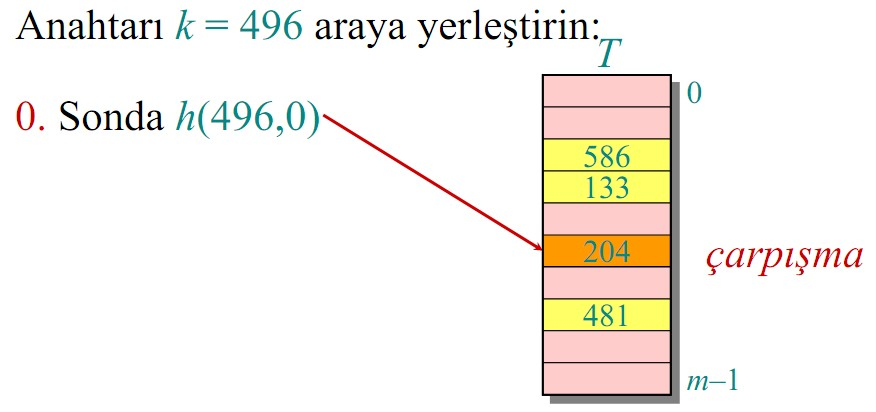 Anahtarı k = 496 araya yerleştirin:
T
0
0. Sonda h(496,0)
586
133
204
çarpışma
481
m–1